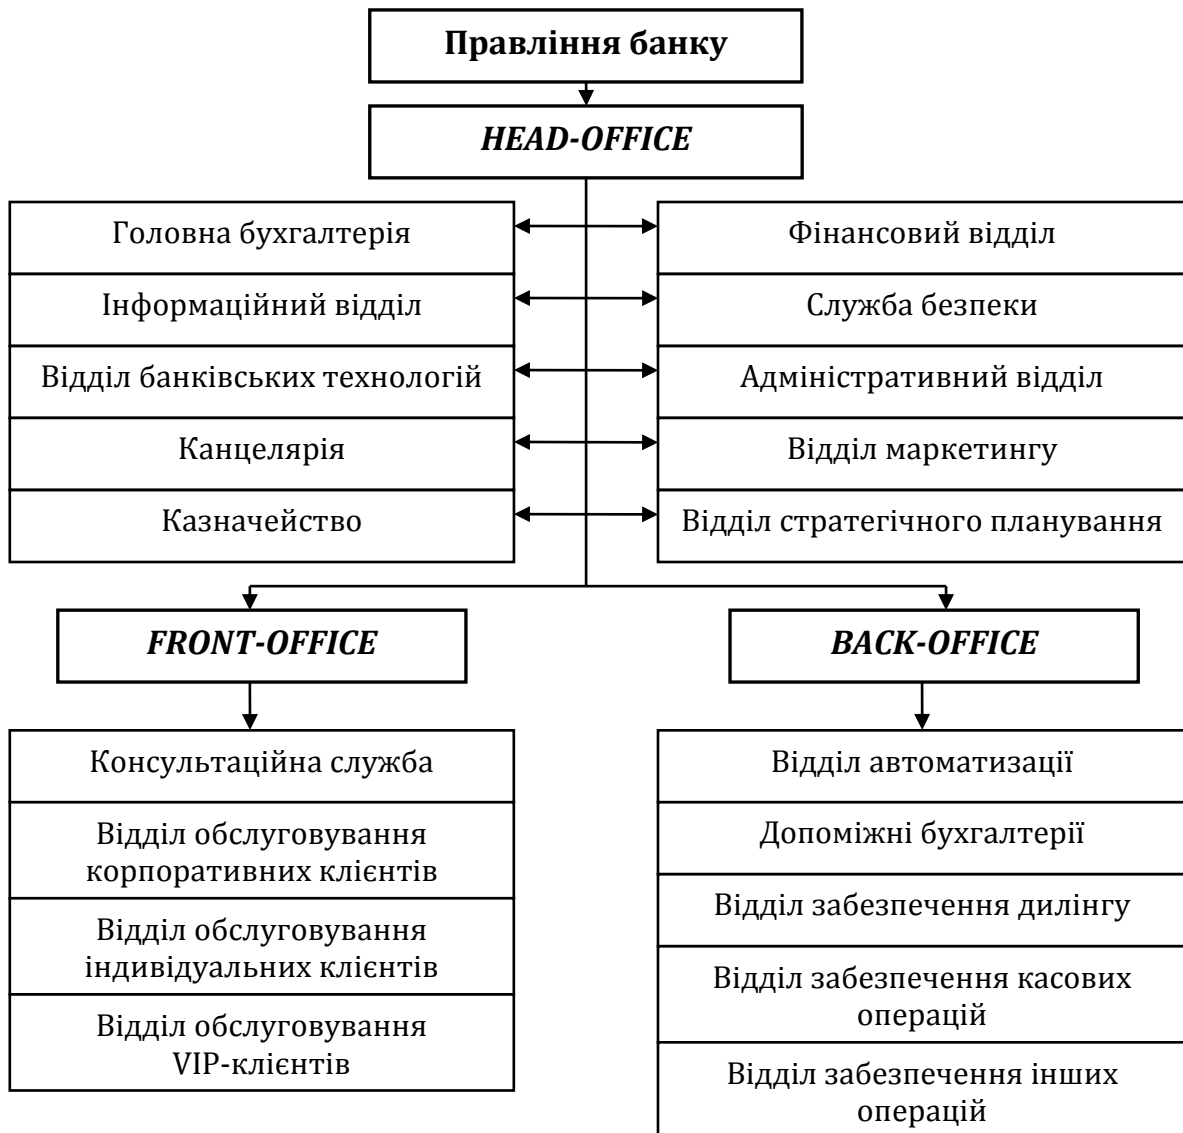 Правління банку
HEAD-OFFICE
Головна бухгалтерія
Фінансовий відділ
Інформаційний відділ
Служба безпеки
Відділ банківських технологій
Адміністративний відділ
Канцелярія
Відділ маркетингу
Казначейство
Відділ стратегічного планування
FRONT-OFFICE
BACK-OFFICE
Консультаційна служба
Відділ обслуговування
корпоративних клієнтів
Відділ обслуговування
індивідуальних клієнтів
Відділ обслуговування
VIP-клієнтів
Відділ автоматизації
Допоміжні бухгалтерії
Відділ забезпечення дилінгу
Відділ забезпечення касових
операцій
Відділ забезпечення інших
операцій